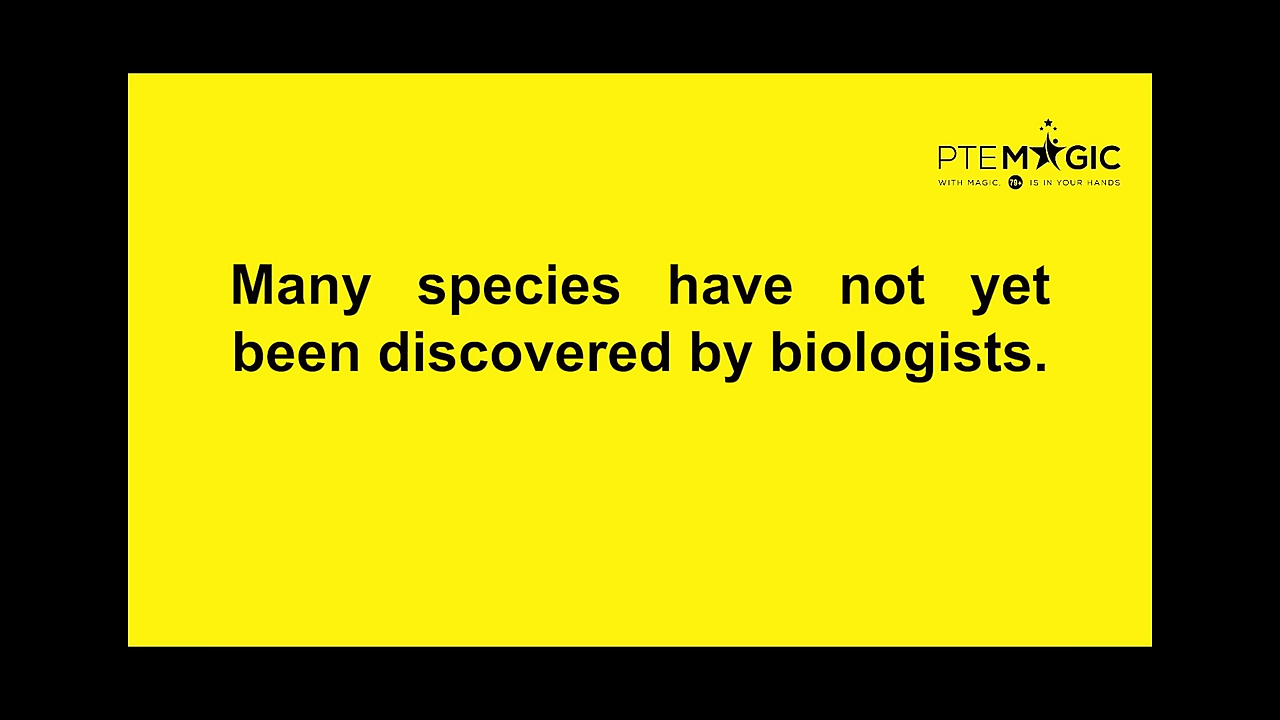 PTEMAGIC
WITH MAGIC, 79+ IS IN YOUR HANDS
Many species have not yet
been discovered by biologists.